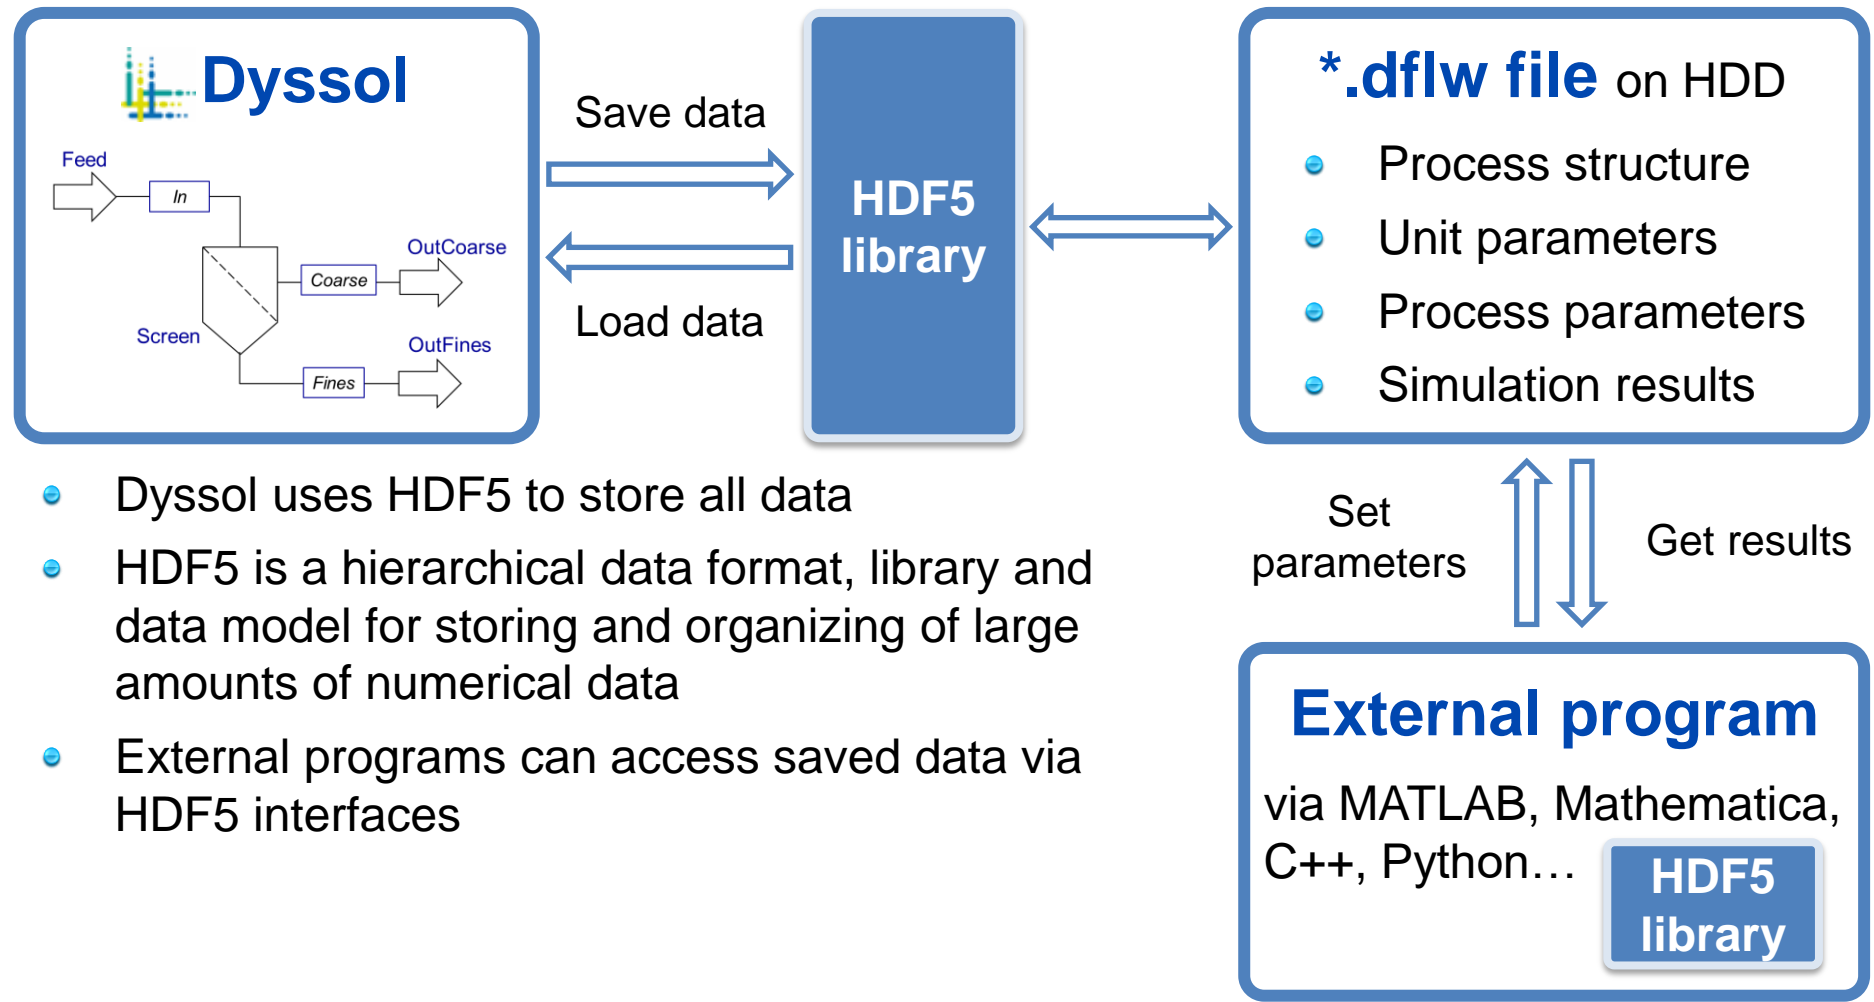 Dyssol
Feed
In
OutCoarse
Coarse
Screen
OutFines
Fines
Save data
Load data
HDF5
library
*.dflw file on HDD
Process structure
Unit parameters
Process parameters
Simulation results
Dyssol uses HDF5 to store all data
HDF5 is a hierarchical data format, library and
data model for storing and organizing of large
amounts of numerical data
External programs can access saved data via
HDF5 interfaces
Set
parameters
Get results
External program
via MATLAB, Mathematica,
C++, Python…
HDF5
library